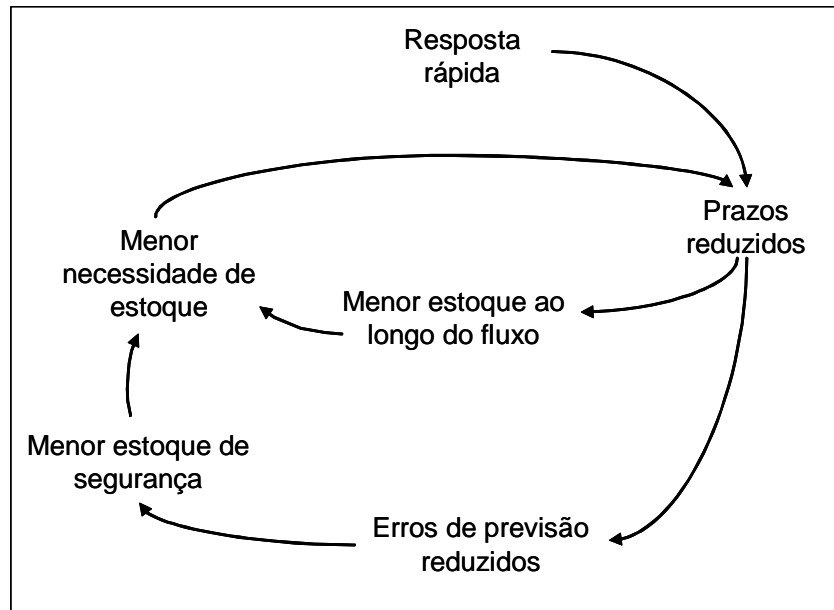 Resposta
rápida
Prazos
reduzidos
Menor
necessidade de
estoque
Menor estoque ao
longo do fluxo
Menor estoque de
segurança
Erros de previsão
reduzidos